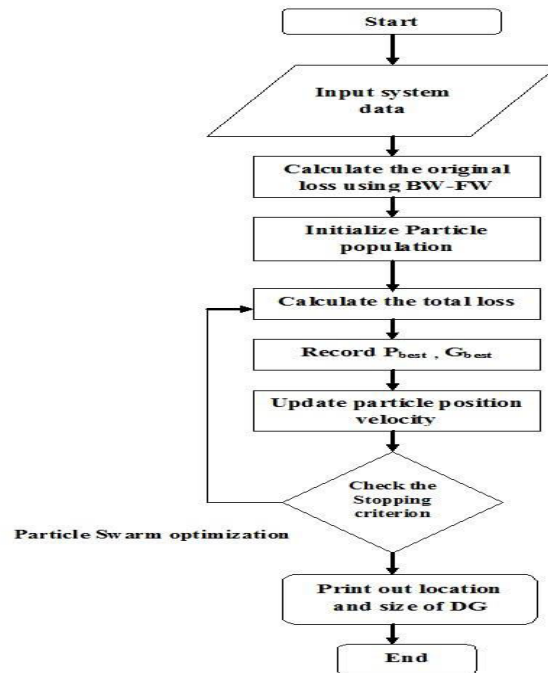 Start
Input system
data
Calculate the original
loss using BW-FW
Initialize Particle
population
Calculate the total loss
Record Pbest , Gbest
Update particle position
velocity
Check the
Stopping
criterion
Particle Swarm optimization
Print out location
and size of DG
End